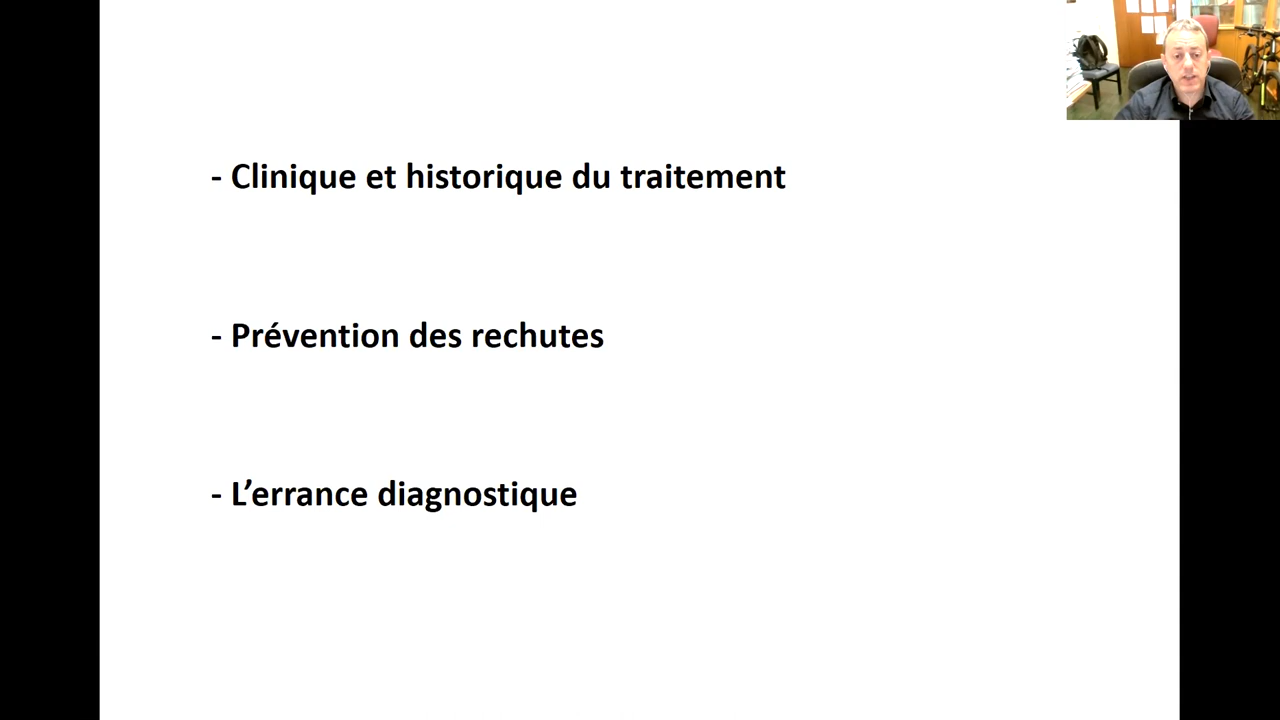 - Clinique et historique du traitement
- Prévention des rechutes
- L’errance diagnostique